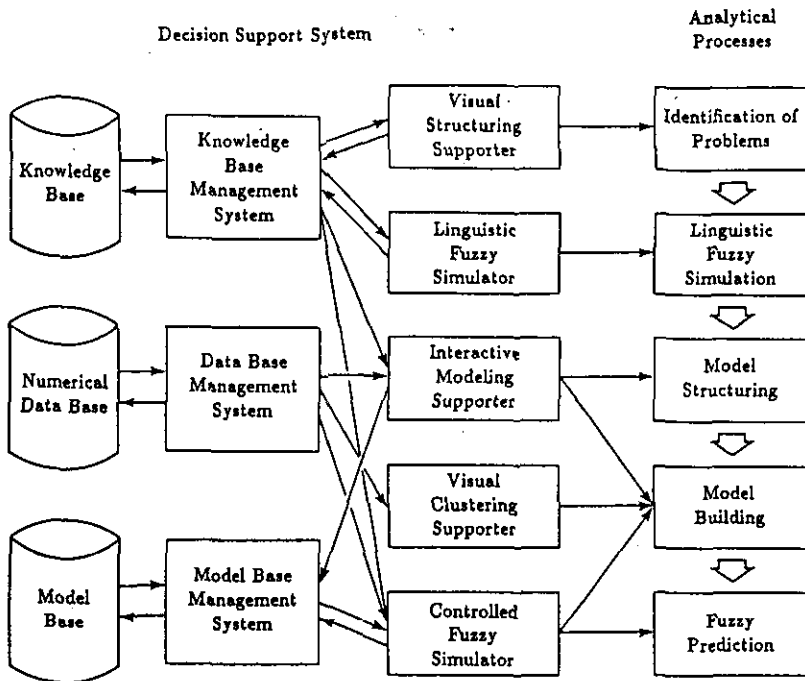 Decision Support System
Analytical
Processes
Knowledge
Base
Knowledge
Base
Management
System
Visual
Structuring
Supporter
Identification of
Problems
Linguistic
Fuzzy
Simulator
Linguistic
Fuzzy
Simulation
Numerical
Data Base
Data Base
Management
System
Interactive
Modeling
Supporter
Model
Structuring
Visual
Clustering
Supporter
Model
Building
Model
Base
Model Base
Management
System
Controlled
Fuzzy
Simulator
Fuzzy
Prediction